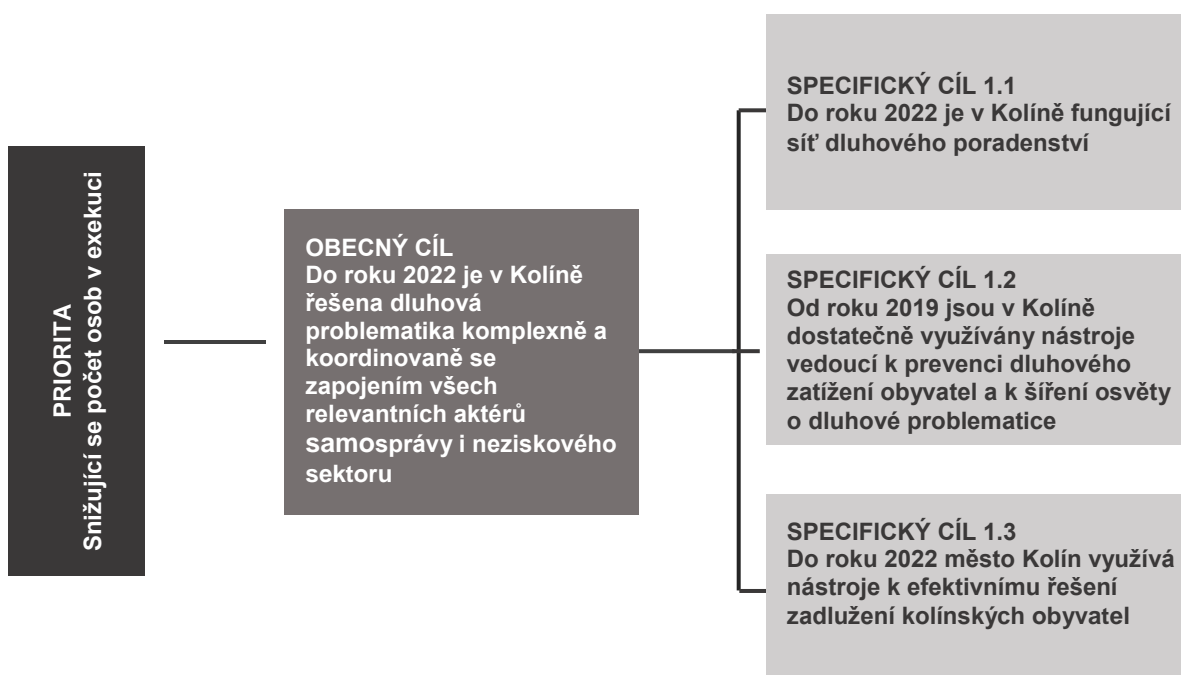 PRIORITA
Snižující se počet osob v exekuci
OBECNÝ CÍL
Do roku 2022 je v Kolíně
řešena dluhová
problematika komplexně a
koordinovaně se
zapojením všech
relevantních aktérů
samosprávy i neziskového
sektoru
SPECIFICKÝ CÍL 1.1
Do roku 2022 je v Kolíně fungující
síť dluhového poradenství
SPECIFICKÝ CÍL 1.2
Od roku 2019 jsou v Kolíně
dostatečně využívány nástroje
vedoucí k prevenci dluhového
zatížení obyvatel a k šíření osvěty
o dluhové problematice
SPECIFICKÝ CÍL 1.3
Do roku 2022 město Kolín využívá
nástroje k efektivnímu řešení
zadlužení kolínských obyvatel